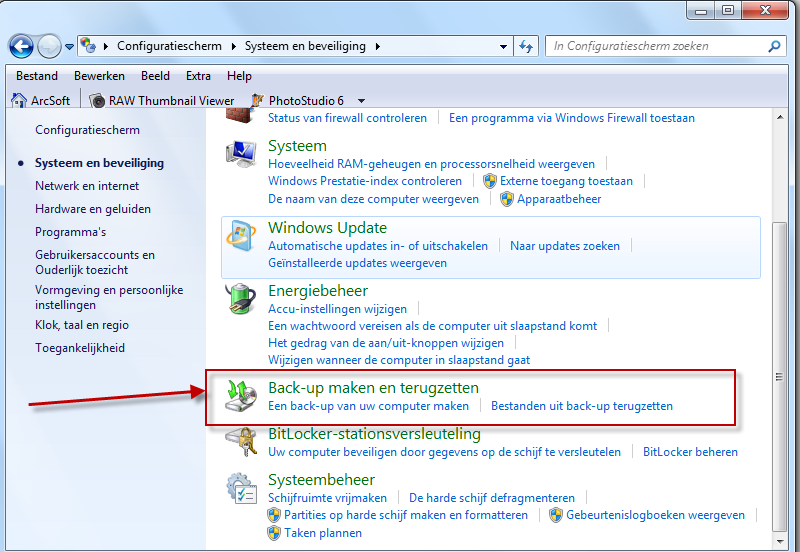 Configuratiescherm Systeem en beveiliging In Configuratiescherm zoeken
Bestand Bewerken Beeld Extra Help
ArcSoft RAW Thumbnail Viewer PhotoStudio 6
Configuratiescherm
Systeem en beveiliging
Netwerk en internet
Hardware en geluiden
Programma's
Gebruikersaccounts en
Ouderlijk toezicht
Vormgeving en persoonlijke
instellingen
Klok, taal en regio
Toegankelijkheid
Status van firewall controleren Een programma via Windows Firewall toestaan
Systeem
Hoeveelheid RAM-geheugen en processorsnelheid weergeven
Windows Prestatie-index controleren Externe toegang toestaan
De naam van deze computer weergeven Apparaatbeheer
Windows Update
Automatische updates in- of uitschakelen Naar updates zoeken
Geïnstalleerde updates weergeven
Energiebeheer
Accu-instellingen wijzigen
Een wachtwoord vereisen als de computer uit slaapstand komt
Het gedrag van de aan/uit-knoppen wijzigen
Wijzigen wanneer de computer in slaapstand gaat
Back-up maken en terugzetten
Een back-up van uw computer maken Bestanden uit back-up terugzetten
BitLocker-stationsversleuteling
Uw computer beveiligen door gegevens op de schijf te versleutelen BitLocker beheren
Systeembeheer
Schijfruimte vrijmaken De harde schijf defragmenteren
Partities op harde schijf maken en formatteren Gebeurtenislogboeken weergeven
Taken plannen